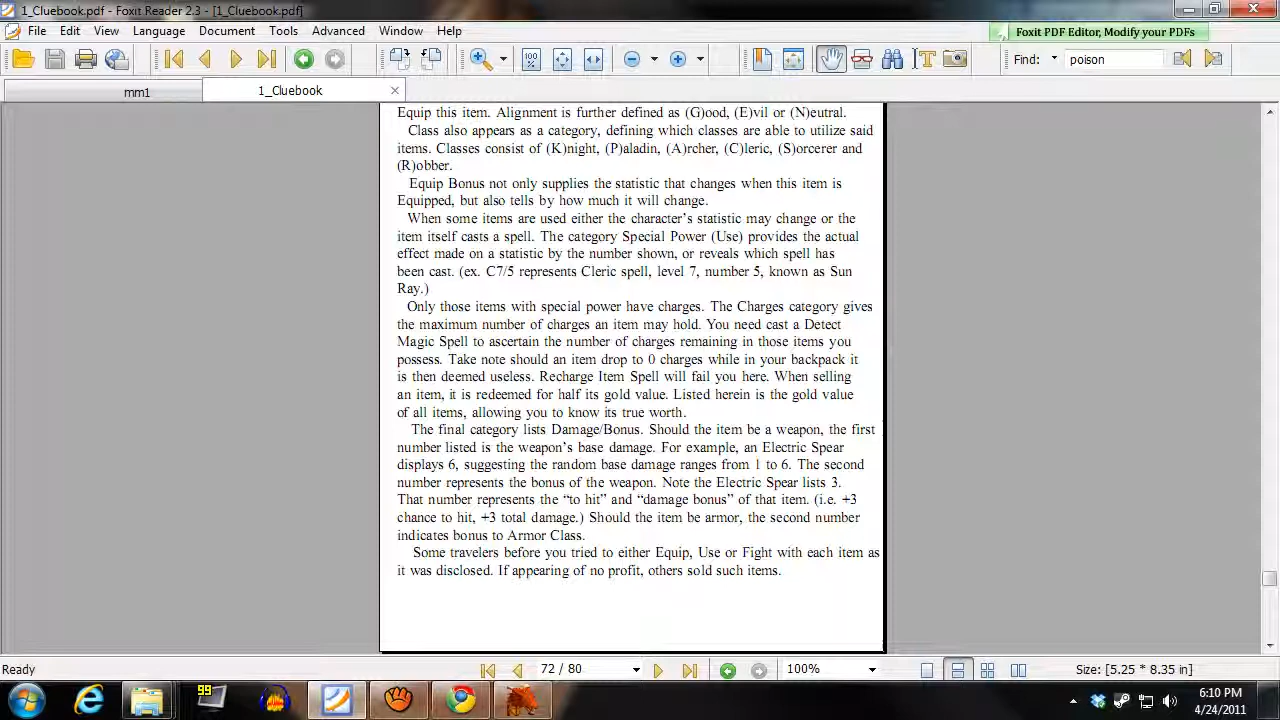 1_Cluebook.pdf - Foxit Reader 2.3 - [1_Cluebook.pdf]
File Edit View Language Document Tools Advanced Window Help
Foxit PDF Editor, Modify your PDFs
Find: poison
mm1
1_Cluebook
Equip this item. Alignment is further defined as (G)ood, (E)vil or (N)eutral.
Class also appears as a category, defining which classes are able to utilize said
items. Classes consist of (K)night, (P)aladin, (A)rcher, (C)leric, (S)orcerer and
(R)obber.
Equip Bonus not only supplies the statistic that changes when this item is
Equipped, but also tells by how much it will change.
When some items are used either the character's statistic may change or the
item itself casts a spell. The category Special Power (Use) provides the actual
effect made on a statistic by the number shown, or reveals which spell has
been cast. (ex. C7/5 represents Cleric spell, level 7, number 5, known as Sun
Ray.)
Only those items with special power have charges. The Charges category gives
the maximum number of charges an item may hold. You need cast a Detect
Magic Spell to ascertain the number of charges remaining in those items you
possess. Take note should an item drop to 0 charges while in your backpack it
is then deemed useless. Recharge Item Spell will fail you here. When selling
an item, it is redeemed for half its gold value. Listed herein is the gold value
of all items, allowing you to know its true worth.
The final category lists Damage/Bonus. Should the item be a weapon, the first
number listed is the weapon's base damage. For example, an Electric Spear
displays 6, suggesting the random base damage ranges from 1 to 6. The second
number represents the bonus of the weapon. Note the Electric Spear lists 3.
That number represents the “to hit” and “damage bonus” of that item. (i.e. +3
chance to hit, +3 total damage.) Should the item be armor, the second number
indicates bonus to Armor Class.
Some travelers before you tried to either Equip, Use or Fight with each item as
it was disclosed. If appearing of no profit, others sold such items.
Ready
72 / 80
100%
Size: [5.25 * 8.35 in]
99
6:10 PM
4/24/2011